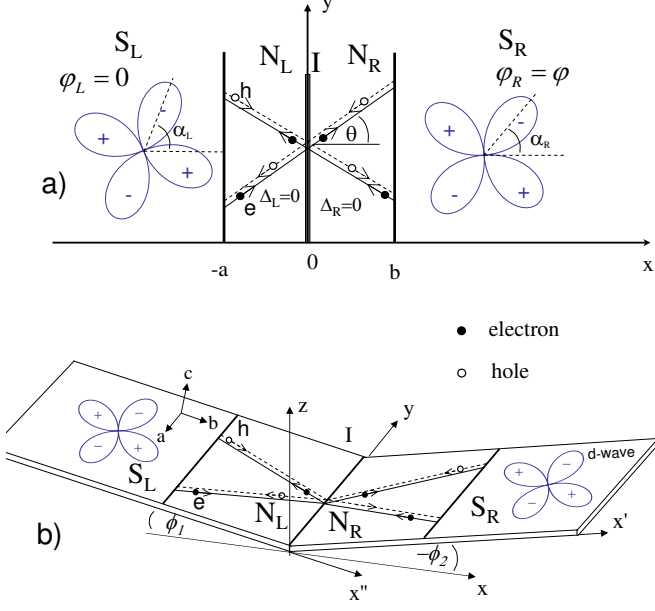 y
S_L
N_L I N_R
S_R
φ_L = 0
φ_R = φ
h
-
+
α_L
θ
-
+
α_R
+
-
+
a)
e
Δ_L=0
Δ_R=0
-
-a
0
b
x
electron
hole
c
z
y
+
-
a
b
h
I
d-wave
-
+
S_L
-
+
e
N_L
N_R
S_R
+
-
b)
ϕ_1
-ϕ_2
x'
x
x"